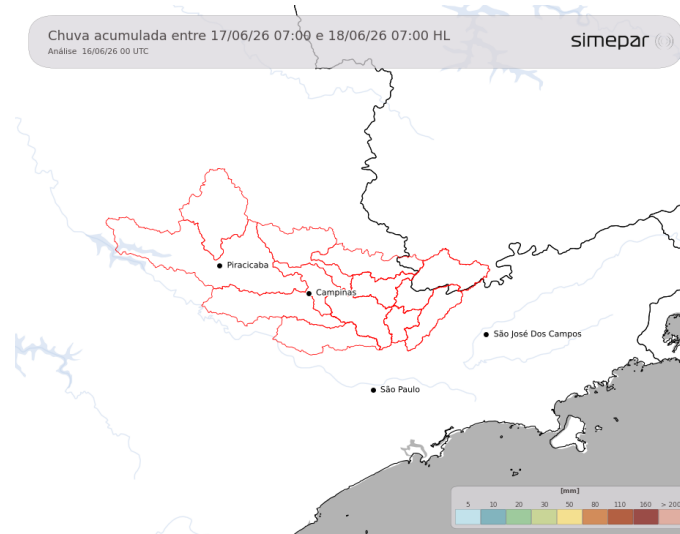 Chuva acumulada entre 17/06/26 07:00 e 18/06/26 07:00 HL
Análise 16/06/26 00 UTC
simepar
Piracicaba
Campinas
São José Dos Campos
São Paulo
[mm]
5 10 20 30 50 80 110 160 > 200